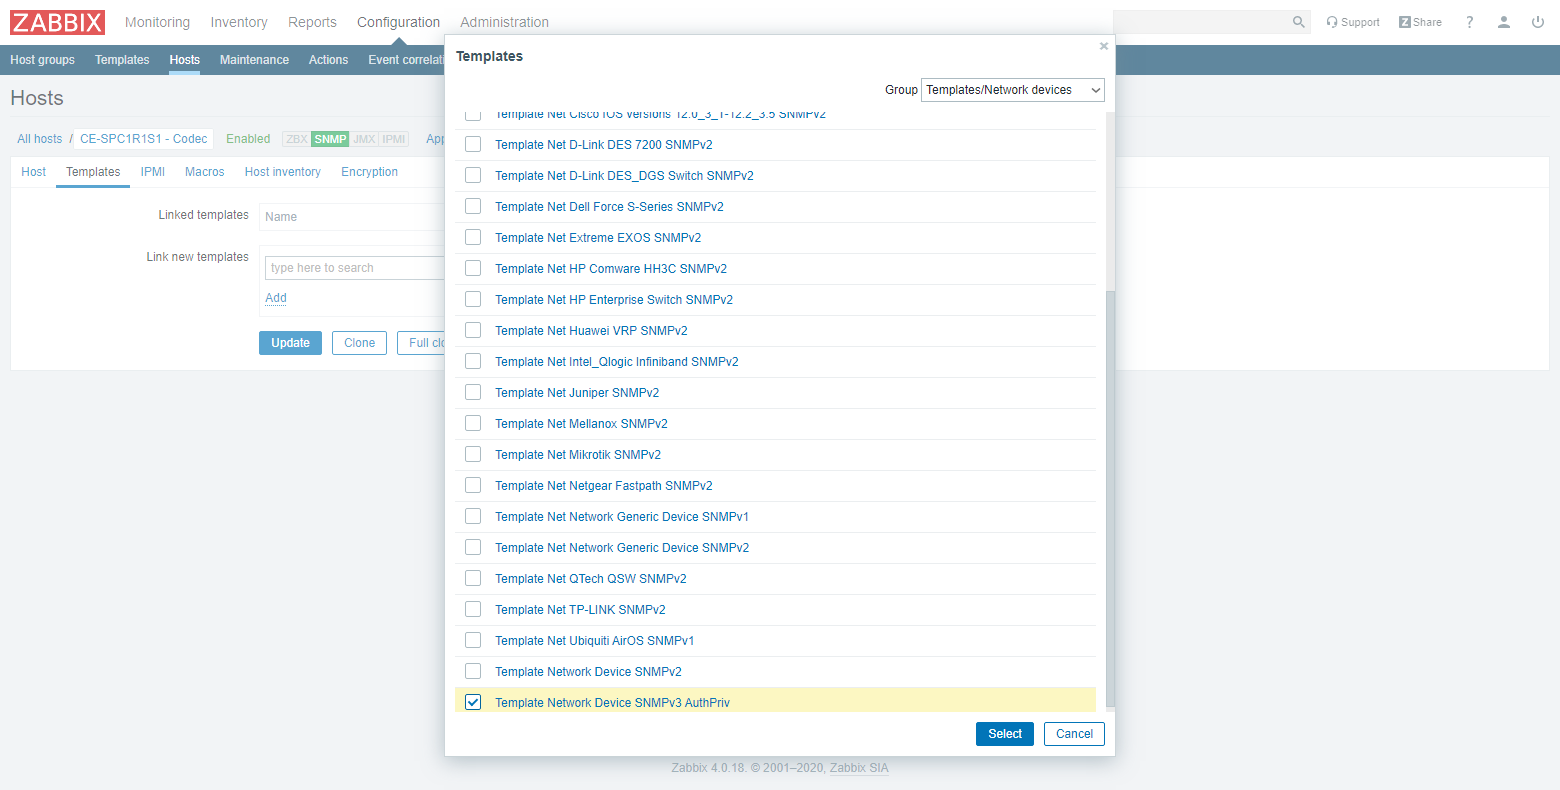 ZABBIX Monitoring Inventory Reports Configuration Administration Support Z Share ?
Host groups Templates Hosts Maintenance Actions Event correlati
Hosts
All hosts / CE-SPC1R1S1 - Codec Enabled ZBX SNMP JMX IPMI App
Host Templates IPMI Macros Host inventory Encryption
Linked templates Name
Link new templates
type here to search
Add
Update Clone Full clo
Templates ×
Group Templates/Network devices
Template Net Cisco IOS versions 12.0_3_T-12.2_3.5 SNMPv2
Template Net D-Link DES 7200 SNMPv2
Template Net D-Link DES_DGS Switch SNMPv2
Template Net Dell Force S-Series SNMPv2
Template Net Extreme EXOS SNMPv2
Template Net HP Comware HH3C SNMPv2
Template Net HP Enterprise Switch SNMPv2
Template Net Huawei VRP SNMPv2
Template Net Intel_Qlogic Infiniband SNMPv2
Template Net Juniper SNMPv2
Template Net Mellanox SNMPv2
Template Net Mikrotik SNMPv2
Template Net Netgear Fastpath SNMPv2
Template Net Network Generic Device SNMPv1
Template Net Network Generic Device SNMPv2
Template Net QTech QSW SNMPv2
Template Net TP-LINK SNMPv2
Template Net Ubiquiti AirOS SNMPv1
Template Network Device SNMPv2
Template Network Device SNMPv3 AuthPriv
Select Cancel
Zabbix 4.0.18. © 2001–2020, Zabbix SIA